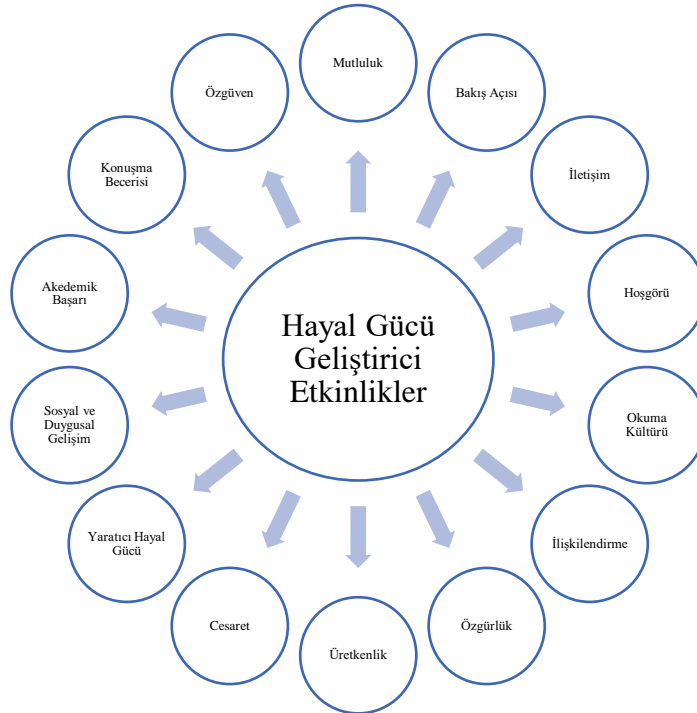 Mutluluk
Bakış Açısı
İletişim
Hoşgörü
Okuma
Kültürü
İlişkilendirme
Özgürlük
Üretkenlik
Cesaret
Yaratıcı Hayal
Gücü
Sosyal ve
Duygusal
Gelişim
Akedemik
Başarı
Konuşma
Becerisi
Özgüven
Hayal Gücü
Geliştirici
Etkinlikler